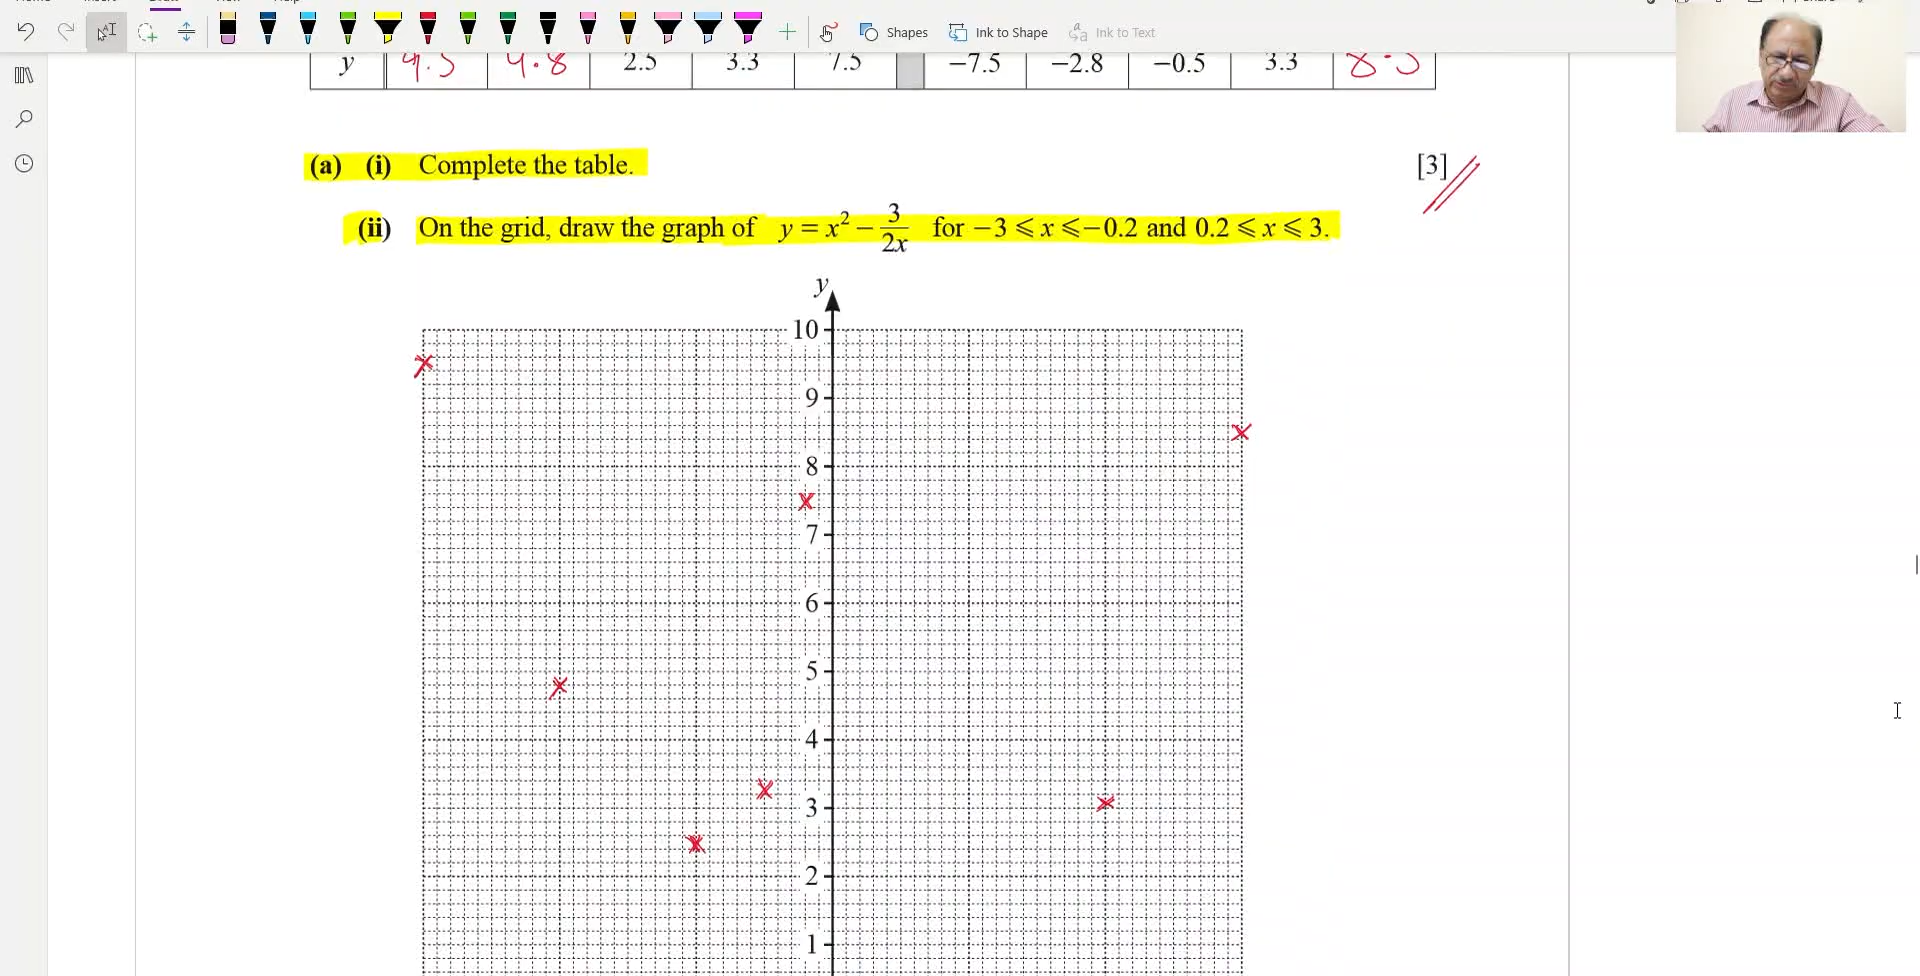 Shapes Ink to Shape Ink to Text
y 9.5 4.8 2.5 3.3 7.5 −7.5 −2.8 −0.5 3.3 8.5
(a) (i) Complete the table. [3]
(ii) On the grid, draw the graph of y = x² − 3/2x for −3 ⩽ x ⩽ −0.2 and 0.2 ⩽ x ⩽ 3.
y
10
9
8
7
6
5
4
3
2
1